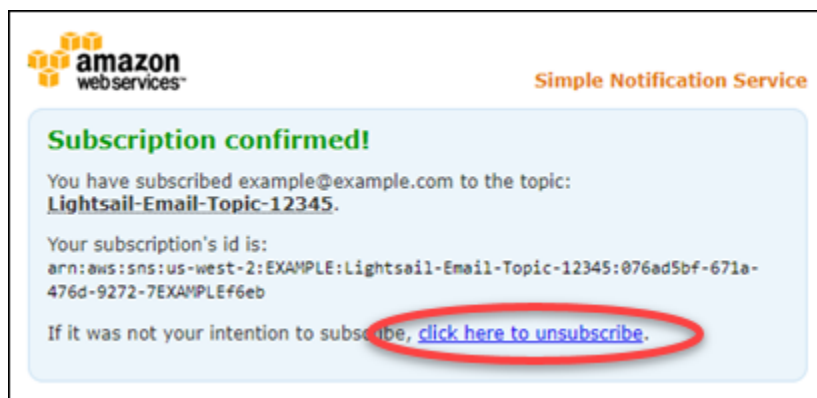 amazon
webservices™
Simple Notification Service
Subscription confirmed!
You have subscribed example@example.com to the topic:
Lightsail-Email-Topic-12345.
Your subscription's id is:
arn:aws:sns:us-west-2:EXAMPLE:Lightsail-Email-Topic-12345:076ad5bf-671a-
476d-9272-7EXAMPLEf6eb
If it was not your intention to subscribe, click here to unsubscribe.